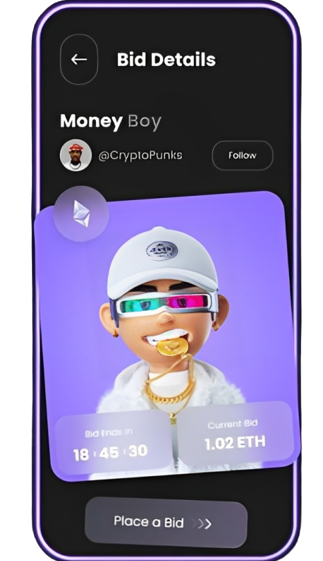 Bid Details
Money Boy
@CryptoPunks
Follow
Bid Ends in
18 : 45 : 30
Current Bid
1.02 ETH
Place a Bid